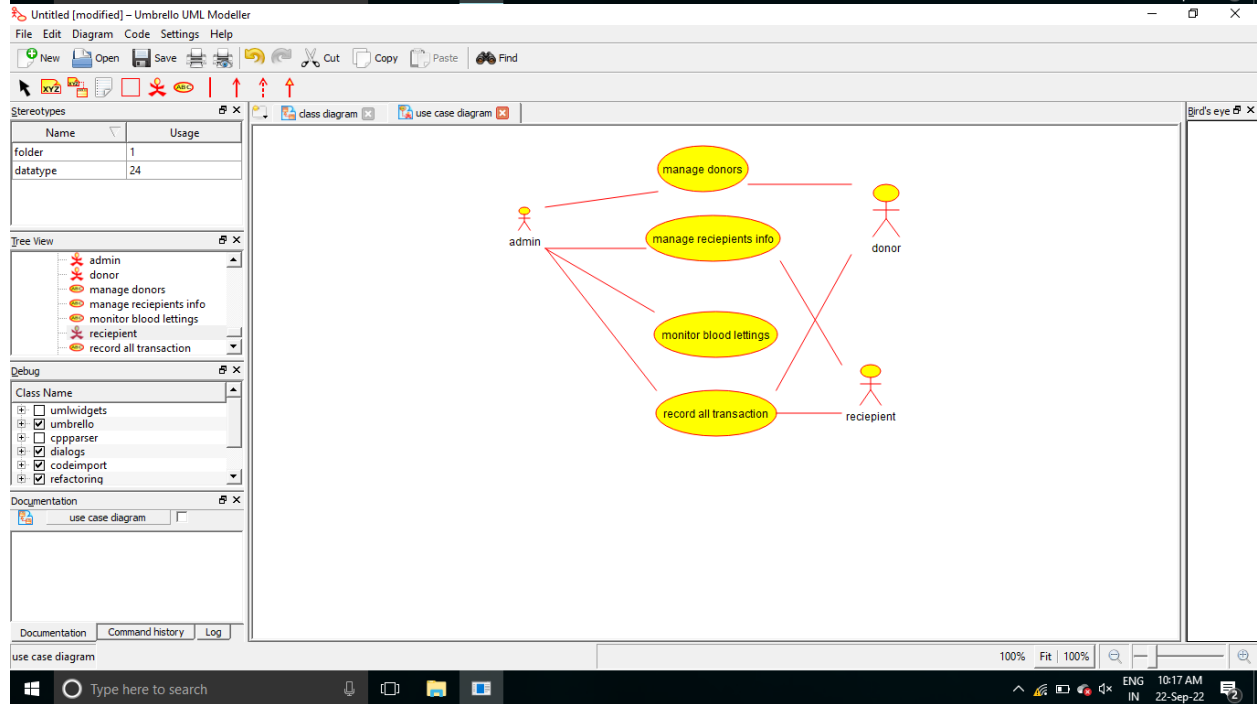 Untitled [modified] – Umbrello UML Modeller
File Edit Diagram Code Settings Help
New Open Save Cut Copy Paste Find
XYZ ABC
Stereotypes
Name Usage
folder 1
datatype 24
Tree View
admin
donor
manage donors
manage reciepients info
monitor blood lettings
reciepient
record all transaction
Debug
Class Name
umlwidgets
umbrello
cppparser
dialogs
codeimport
refactoring
Documentation
use case diagram
Documentation Command history Log
class diagram use case diagram
manage donors
admin
manage reciepients info
donor
monitor blood lettings
record all transaction
reciepient
Bird's eye
use case diagram
100% Fit 100%
Type here to search
ENG 10:17 AM
IN 22-Sep-22
2